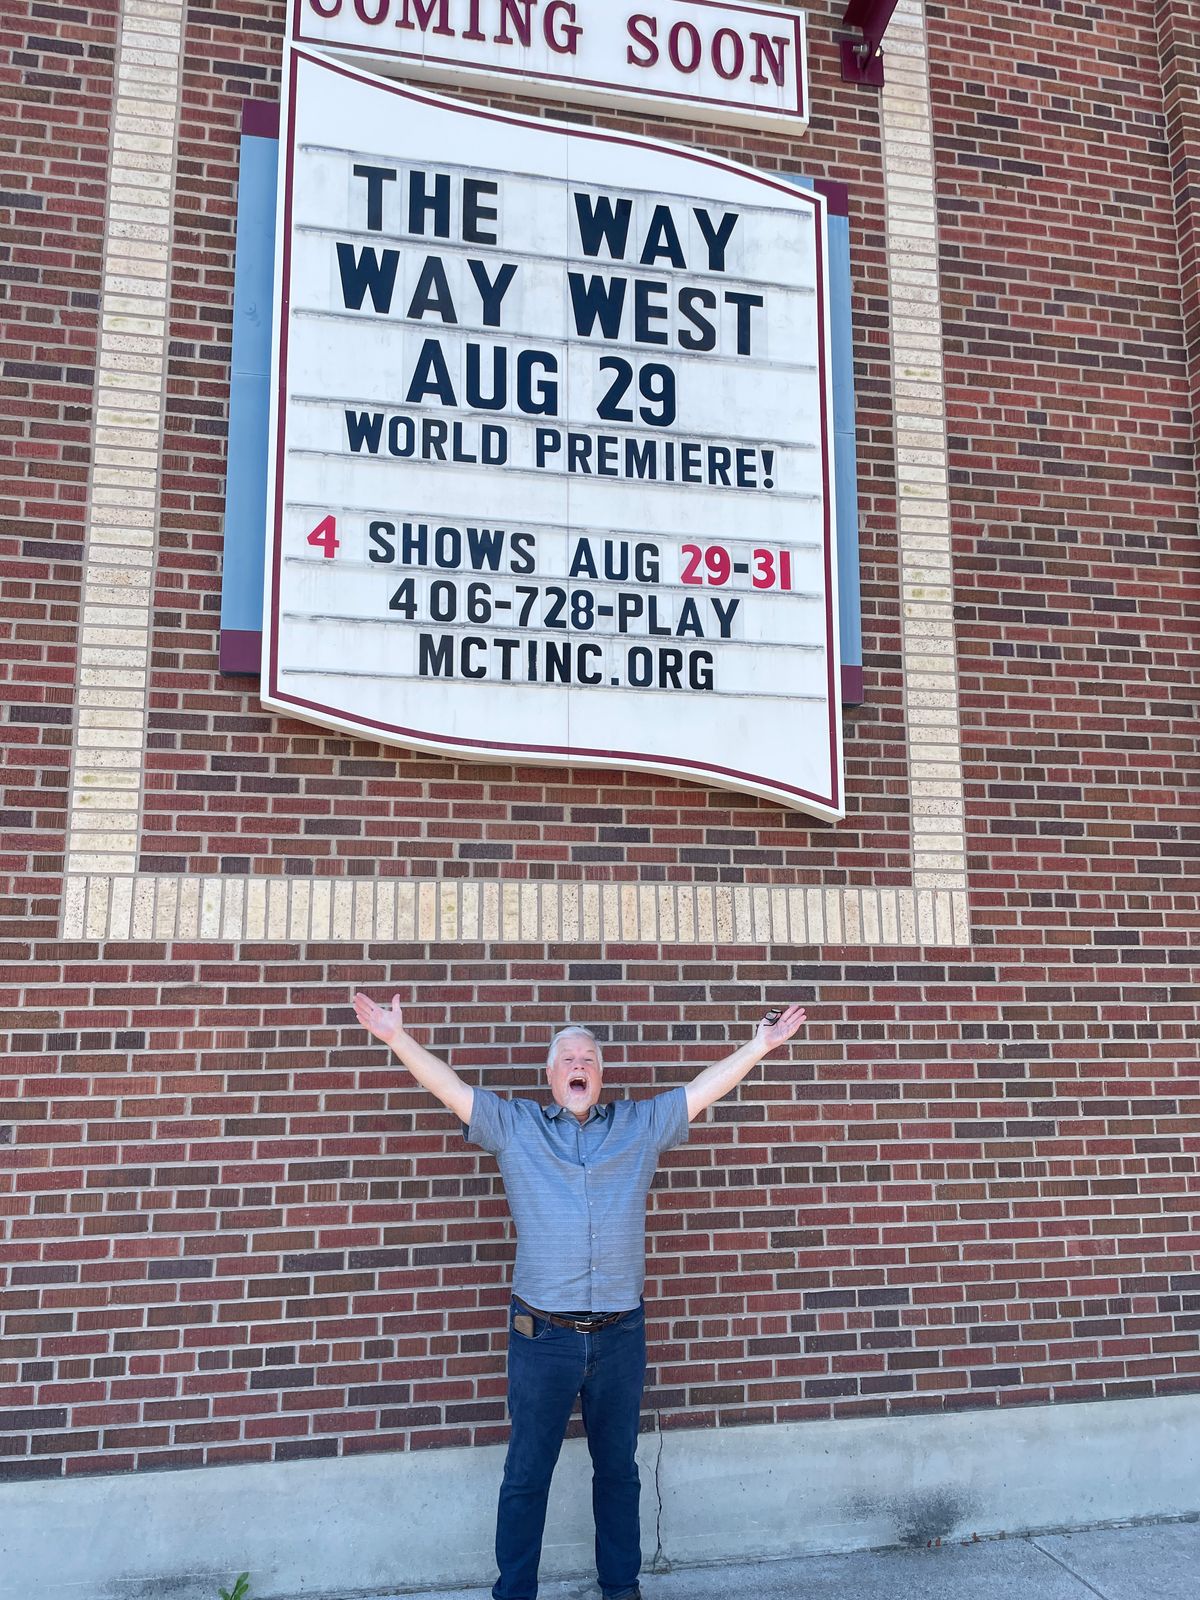 COMING SOON
THE WAY
WAY WEST
AUG 29
WORLD PREMIERE!
4 SHOWS AUG 29-31
406-728-PLAY
MCTINC.ORG